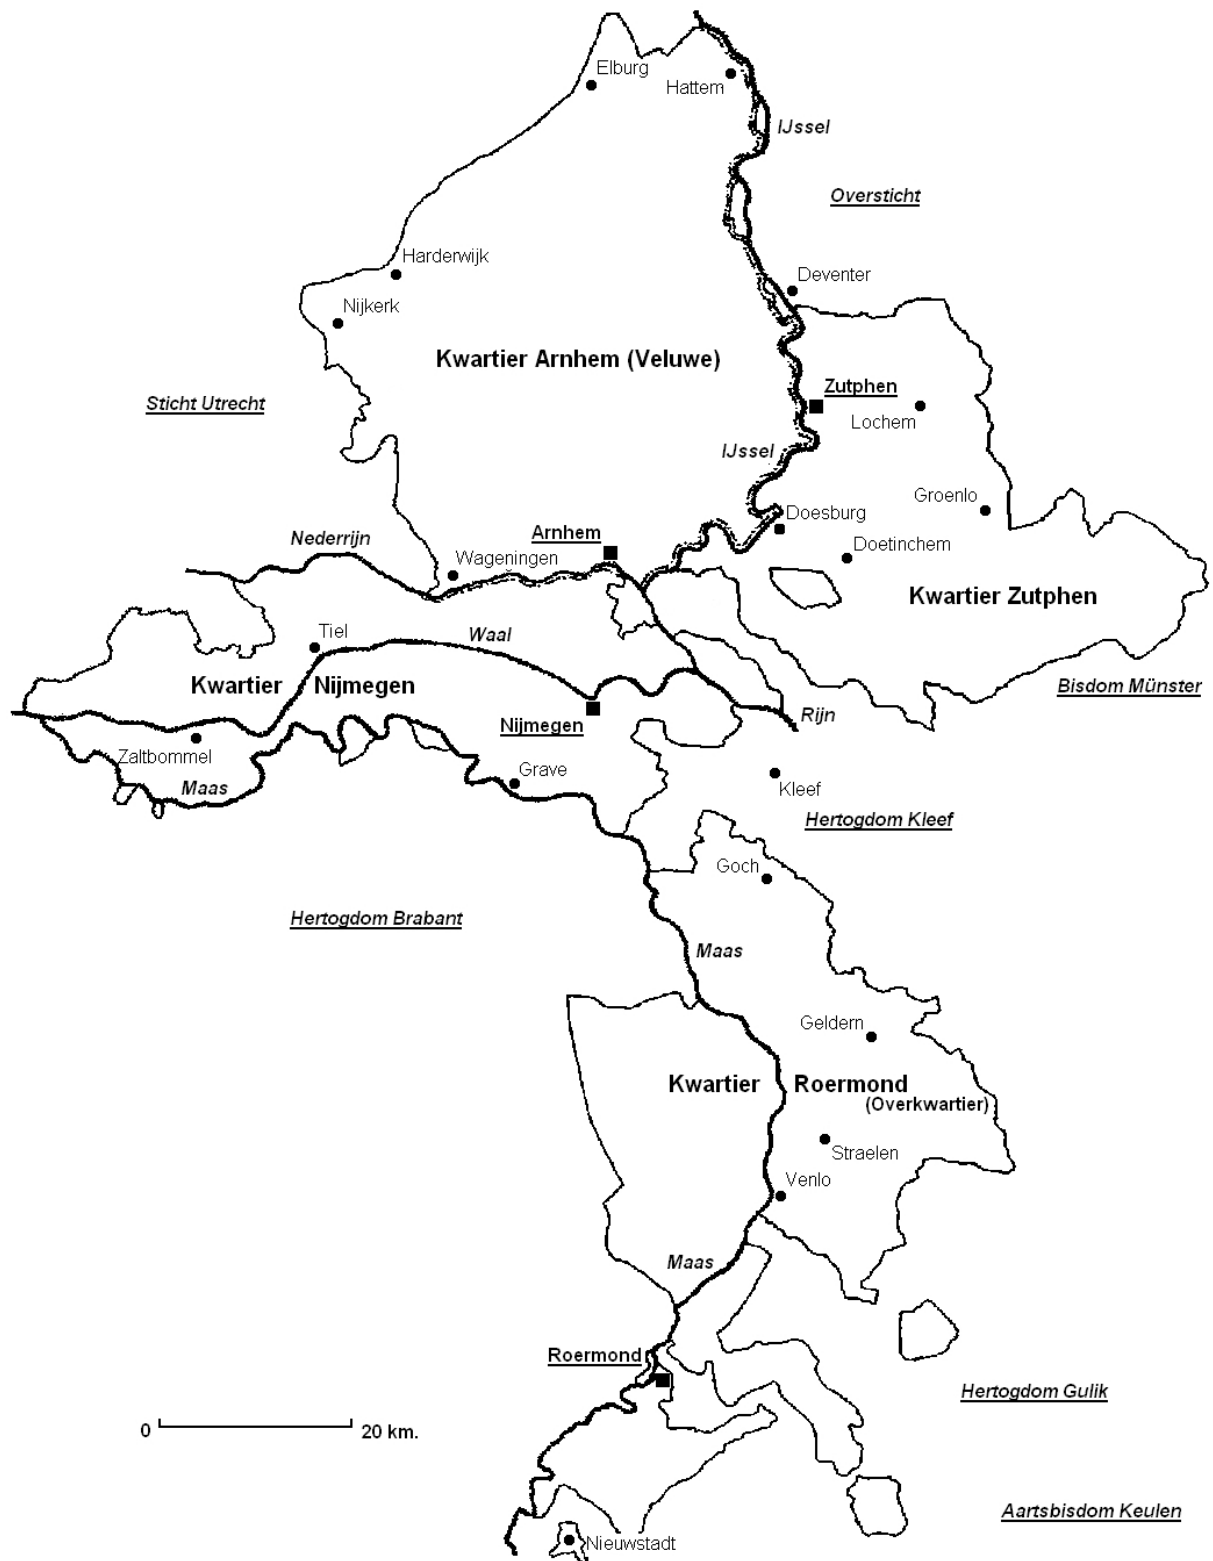 Elburg
Hattem
IJssel
Oversticht
Harderwijk
Deventer
Nijkerk
Kwartier Arnhem (Veluwe)
Zutphen
Sticht Utrecht
Lochem
IJssel
Groenlo
Doesburg
Arnhem
Nederrijn
Doetinchem
Wageningen
Kwartier Zutphen
Tiel
Waal
Kwartier Nijmegen
Bisdom Münster
Rijn
Nijmegen
Zaltbommel
Grave
Maas
Kleef
Hertogdom Kleef
Goch
Hertogdom Brabant
Maas
Geldern
Kwartier Roermond
(Overkwartier)
Straelen
Venlo
Maas
Roermond
Hertogdom Gulik
0 20 km.
Aartsbisdom Keulen
Nieuwstadt